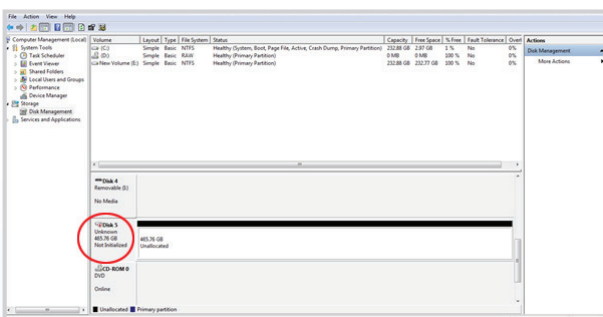 File Action View Help
Computer Management (Local)
System Tools
Task Scheduler
Event Viewer
Shared Folders
Local Users and Groups
Performance
Device Manager
Storage
Disk Management
Services and Applications
Volume Layout Type File System Status Capacity Free Space % Free Fault Tolerance Overl
(C:) Simple Basic NTFS Healthy (System, Boot, Page File, Active, Crash Dump, Primary Partition) 232.88 GB 2.97 GB 1 % No 0%
(D:) Simple Basic RAW Healthy (Primary Partition) 0 MB 0 MB 100 % No 0%
New Volume (E:) Simple Basic NTFS Healthy (Primary Partition) 232.88 GB 232.77 GB 100 % No 0%
Actions
Disk Management
More Actions
Disk 4
Removable
No Media
Disk 5
Unknown
465.76 GB
Not Initialized
465.76 GB
Unallocated
CD-ROM 0
DVD
Online
Unallocated Primary partition